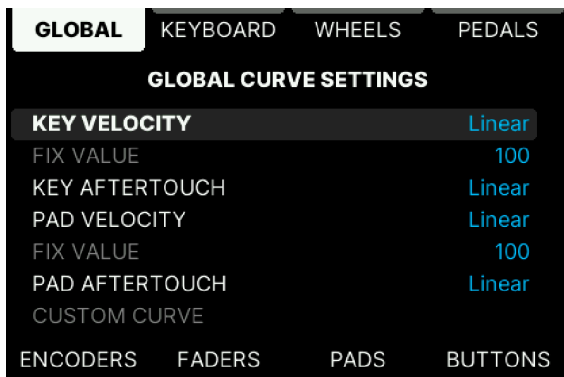 GLOBAL KEYBOARD WHEELS PEDALS
GLOBAL CURVE SETTINGS
KEY VELOCITY Linear
FIX VALUE 100
KEY AFTERTOUCH Linear
PAD VELOCITY Linear
FIX VALUE 100
PAD AFTERTOUCH Linear
CUSTOM CURVE
ENCODERS FADERS PADS BUTTONS